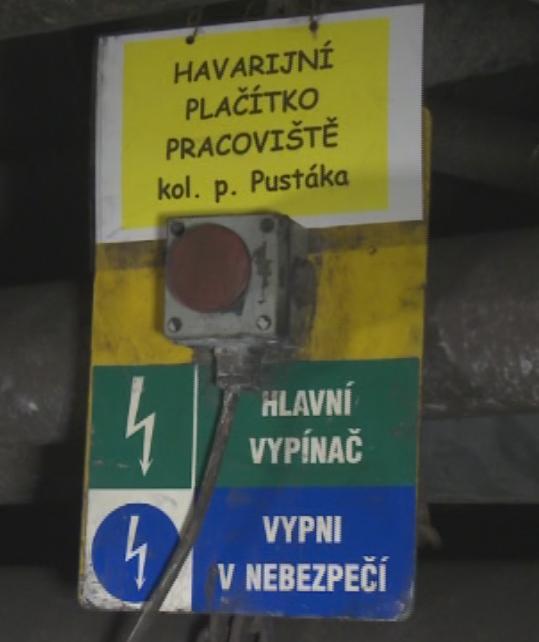 HAVARIJNÍ
PLAČÍTKO
PRACOVIŠTĚ
kol. p. Pustáka
HLAVNÍ
VYPÍNAČ
VYPNI
V NEBEZPEČÍ